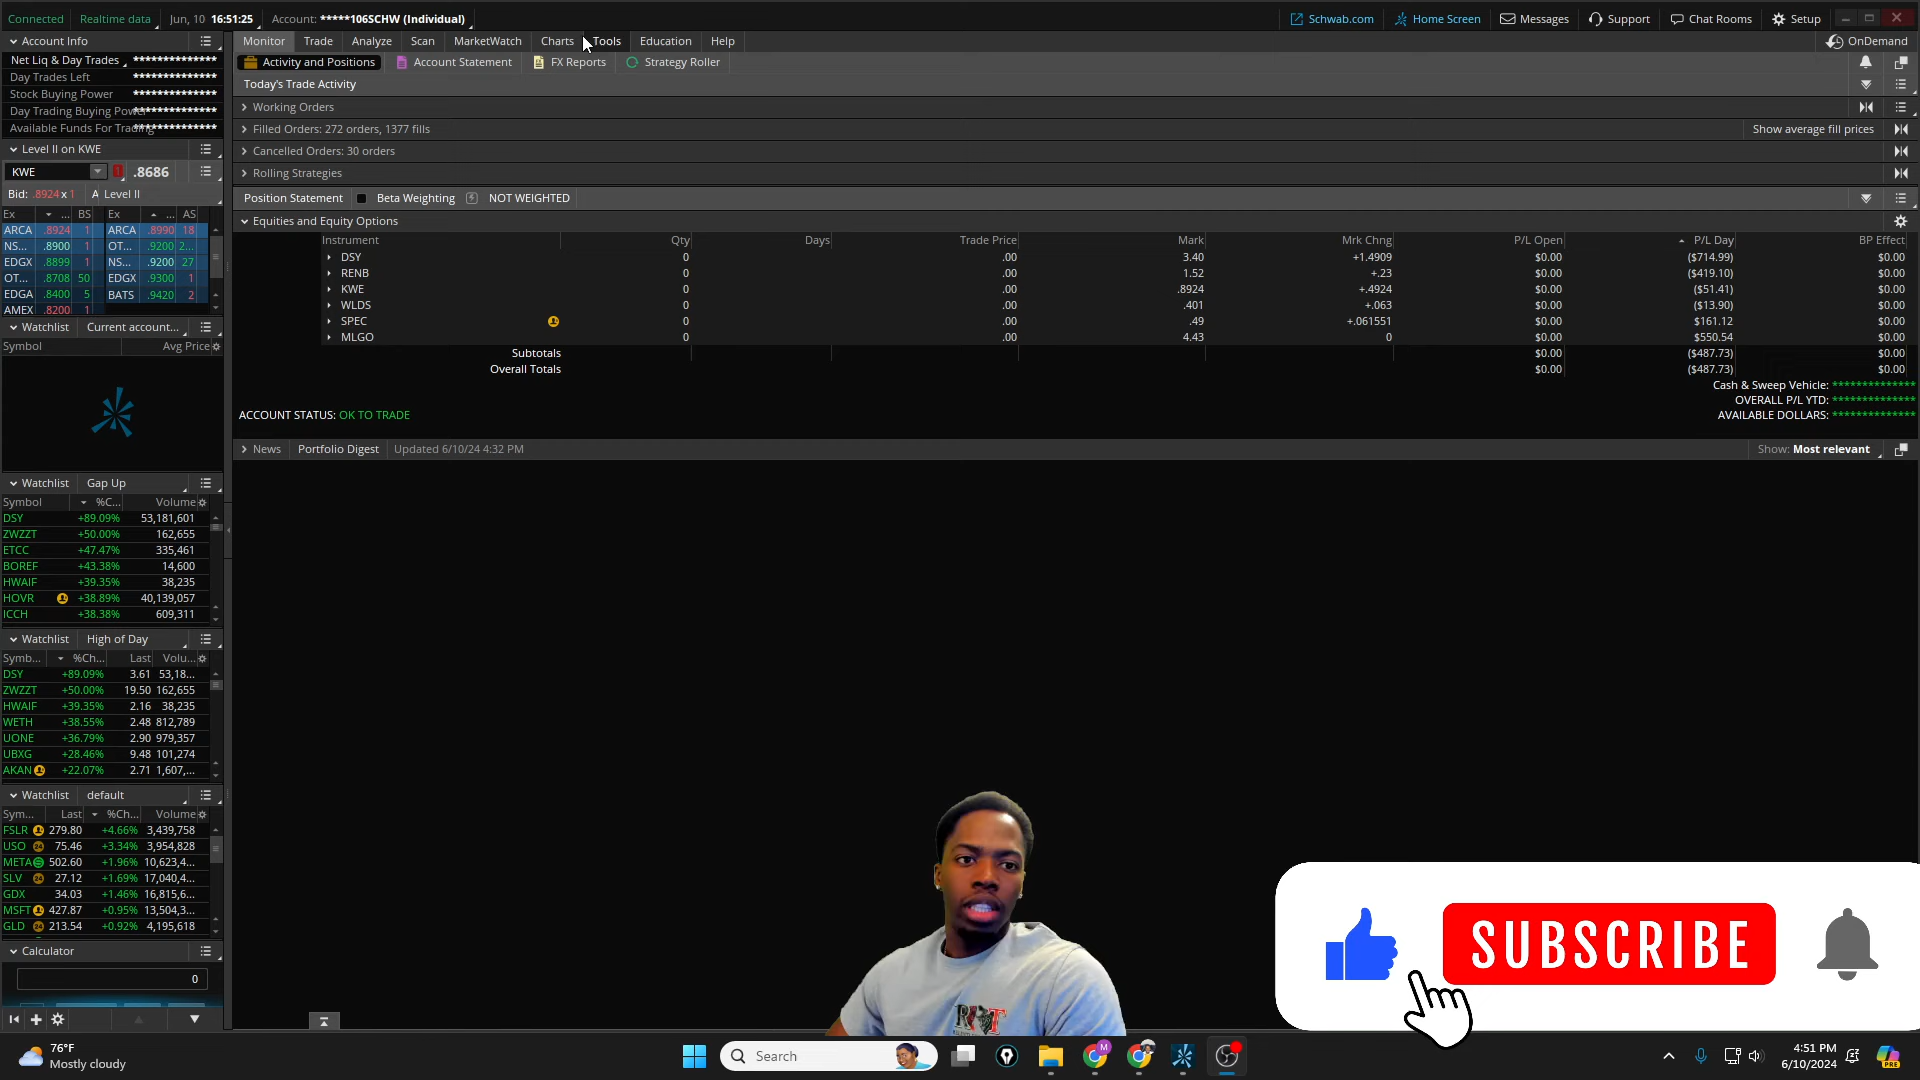 Connected Realtime data Jun, 10 16:51:25 Account: *****106SCHW (Individual) Schwab.com Home Screen Messages Support Chat Rooms Setup
Account Info Monitor Trade Analyze Scan MarketWatch Charts Tools Education Help OnDemand
Net Liq & Day Trades ************** Activity and Positions Account Statement FX Reports Strategy Roller
Day Trades Left ************** Today's Trade Activity
Stock Buying Power **************
Day Trading Buying Power ************** Working Orders
Available Funds For Trading ************** Filled Orders: 272 orders, 1377 fills Show average fill prices
Level II on KWE Cancelled Orders: 30 orders
KWE 1 .8686 Rolling Strategies
Bid: .8924 x 1 A Level II Position Statement Beta Weighting NOT WEIGHTED
Ex ... BS Ex ... AS Equities and Equity Options
Instrument Qty Days Trade Price Mark Mrk Chng P/L Open P/L Day BP Effect
DSY 0 .00 3.40 +1.4909 $0.00 ($714.99) $0.00
RENB 0 .00 1.52 +.23 $0.00 ($419.10) $0.00
KWE 0 .00 .8924 +.4924 $0.00 ($51.41) $0.00
WLDS 0 .00 .401 +.063 $0.00 ($13.90) $0.00
SPEC 0 .00 .49 +.061551 $0.00 $161.12 $0.00
MLGO 0 .00 4.43 0 $0.00 $550.54 $0.00
Subtotals $0.00 ($487.73) $0.00
Overall Totals $0.00 ($487.73) $0.00
Cash & Sweep Vehicle: **************
OVERALL P/L YTD: **************
ACCOUNT STATUS: OK TO TRADE AVAILABLE DOLLARS: **************
News Portfolio Digest Updated 6/10/24 4:32 PM Show: Most relevant
ARCA .8924 1 ARCA .8990 18
NS... .8900 1 OT... .9200 2...
EDGX .8899 1 NS... .9200 27
OT... .8708 50 EDGX .9300 1
EDGA .8400 5 BATS .9420 2
AMEX .8200 1
Watchlist Current account...
Symbol Avg Price
Watchlist Gap Up
Symbol %C... Volume
DSY +89.09% 53,181,601
ZWZZT +50.00% 162,655
ETCC +47.47% 335,461
BOREF +43.38% 14,600
HWAIF +39.35% 38,235
HOVR +38.89% 40,139,057
ICCH +38.38% 609,311
Watchlist High of Day
Symb... %Ch... Last Volu...
DSY +89.09% 3.61 53,18...
ZWZZT +50.00% 19.50 162,655
HWAIF +39.35% 2.16 38,235
WETH +38.55% 2.48 812,789
UONE +36.79% 2.90 979,357
UBXG +28.46% 9.48 101,274
AKAN +22.07% 2.71 1,607,...
Watchlist default
Sym... Last %Ch... Volume
FSLR 279.80 +4.66% 3,439,758
USO 75.46 +3.34% 3,954,828
META 502.60 +1.96% 10,623,4...
SLV 27.12 +1.69% 17,040,4...
GDX 34.03 +1.46% 16,815,6...
MSFT 427.87 +0.95% 13,504,3...
GLD 213.54 +0.92% 4,195,618
Calculator
0
SUBSCRIBE
76°F
Mostly cloudy
Search
4:51 PM
6/10/2024
PRE